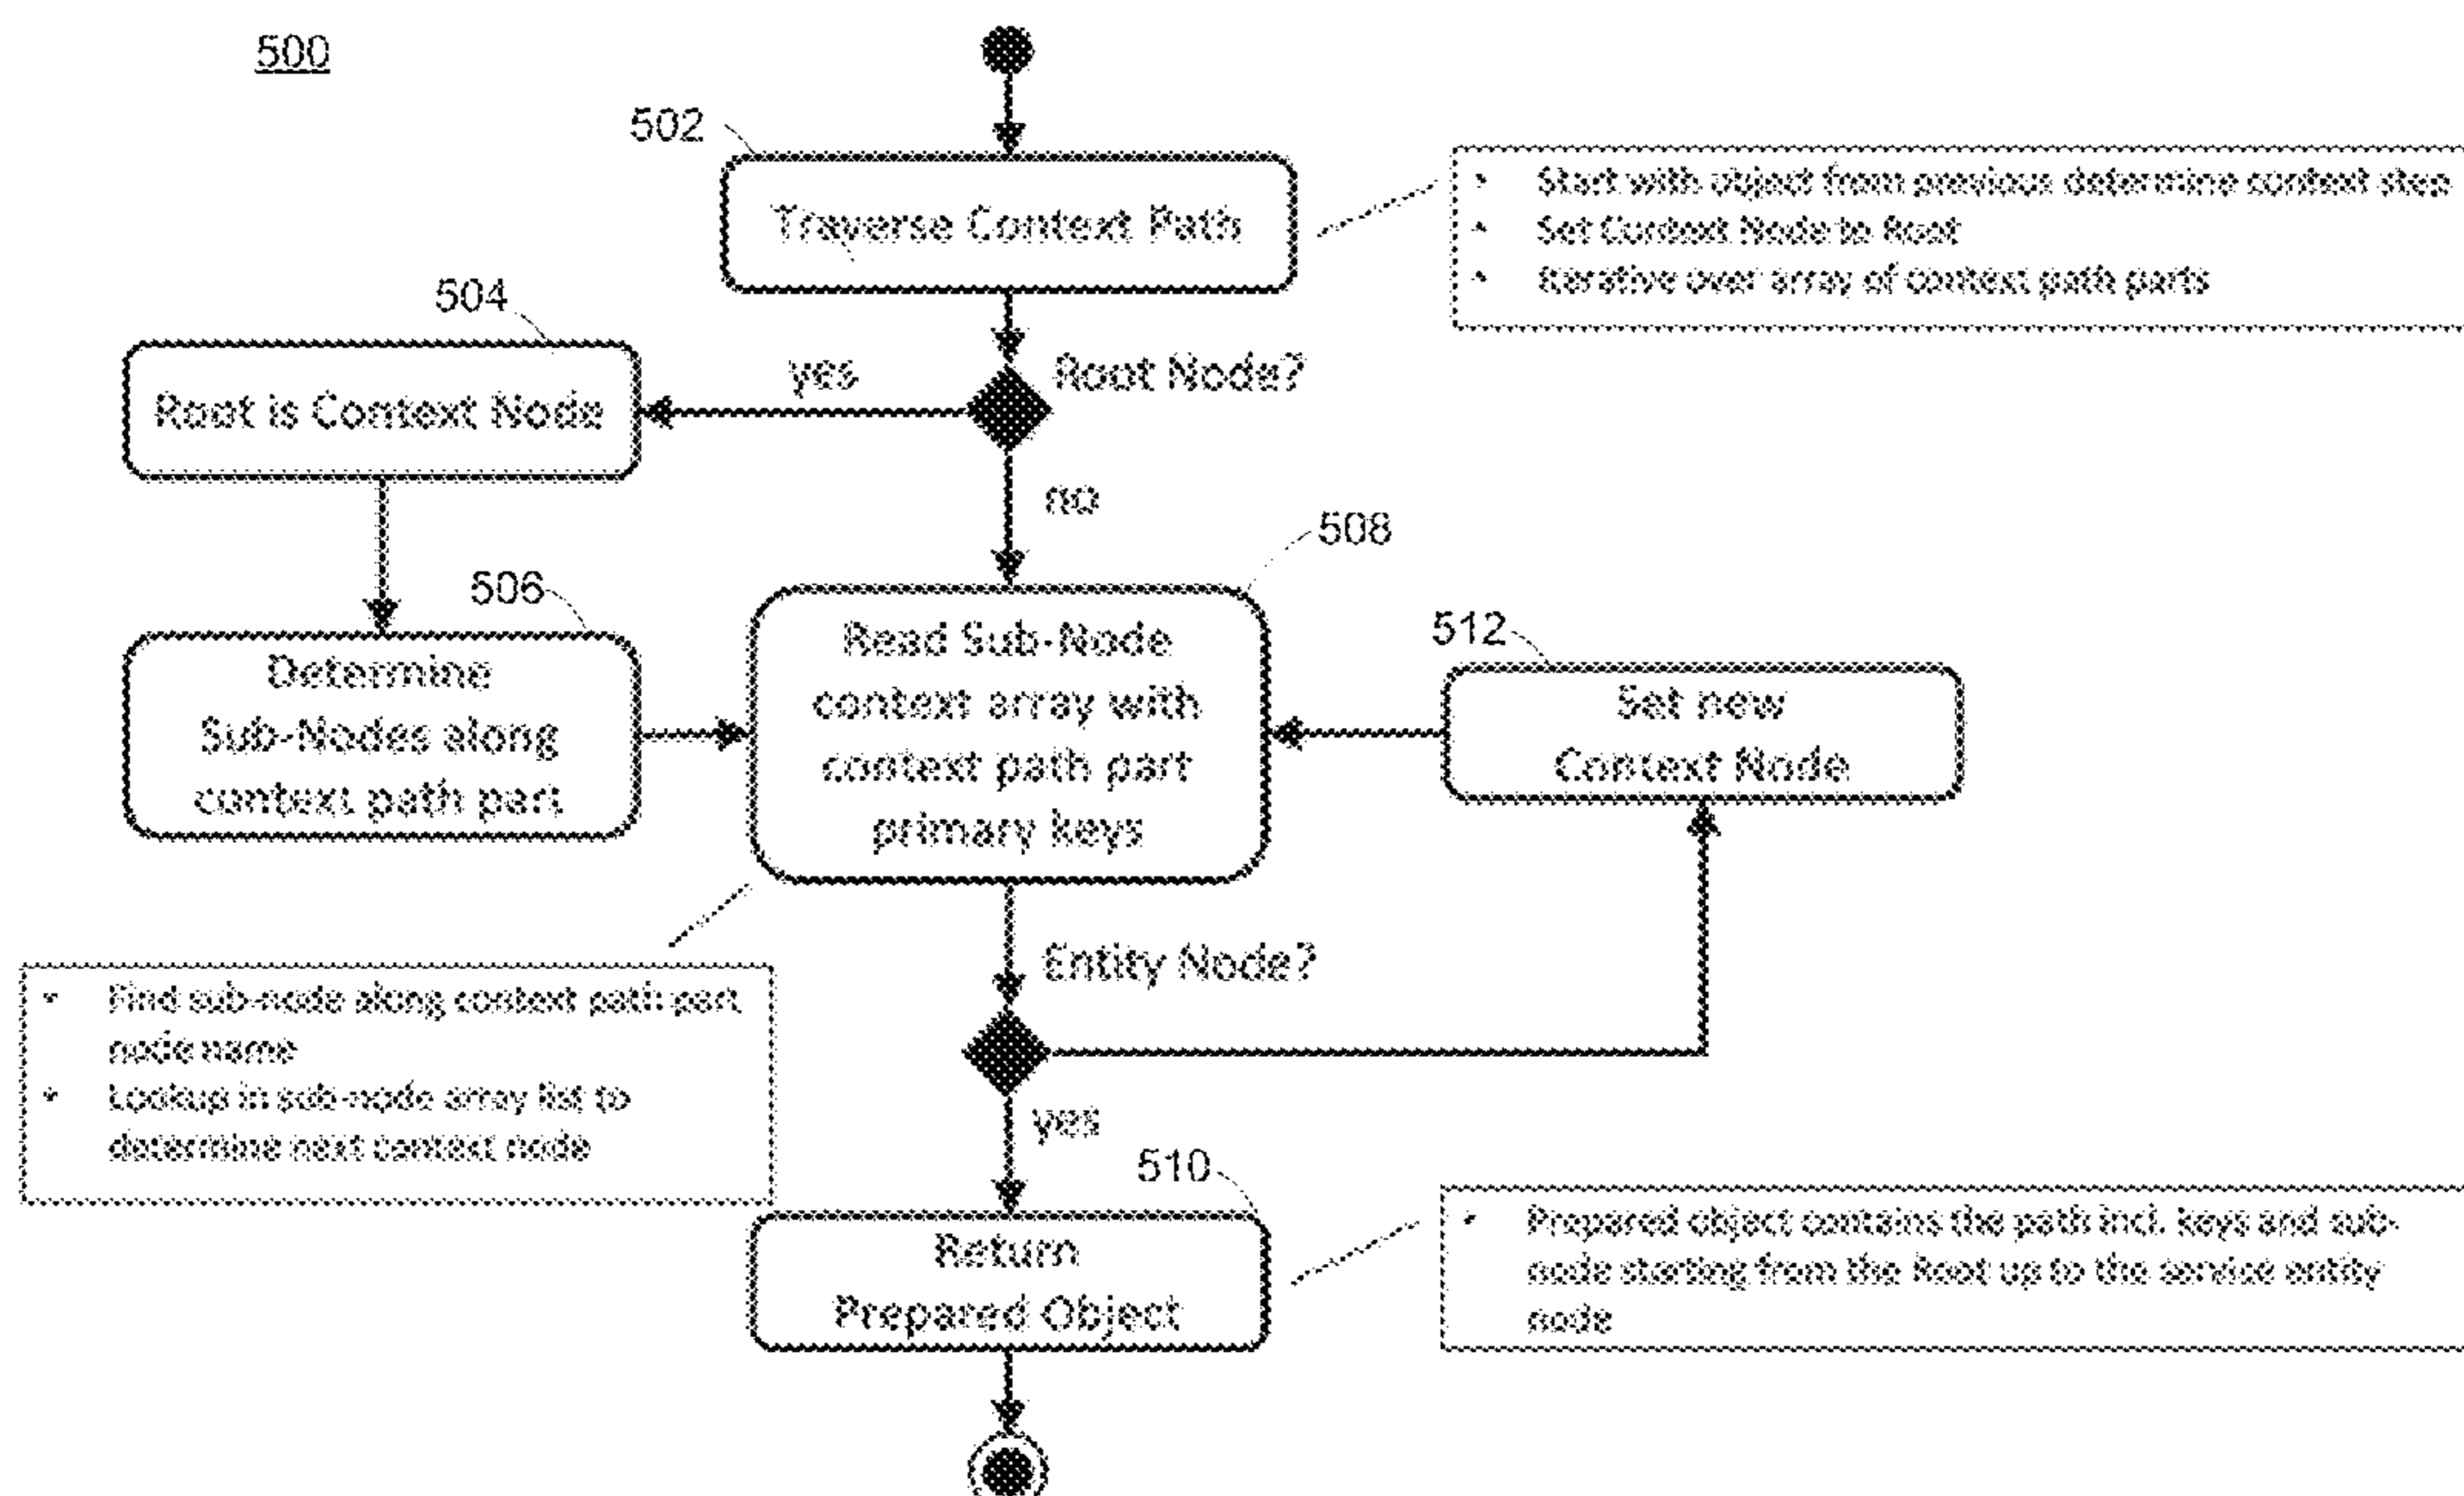 500
502
Traverse Context Path
• Start with object from previous determine context step
• Set Context Node to Root
• Iterative over array of context path parts
504
Root is Context Node
yes
Root Node?
no
506
Determine
Sub-Nodes along
context path part
508
Read Sub-Node
context array with
context path part
primary keys
512
Set new
Context Node
Entity Node?
• Find sub-node along context path part
node name
• Lookup in sub-node array list to
determine next context node
yes
510
Return
Prepared Object
• Prepared object contains the path incl. keys and sub-
node starting from the Root up to the service entity
node